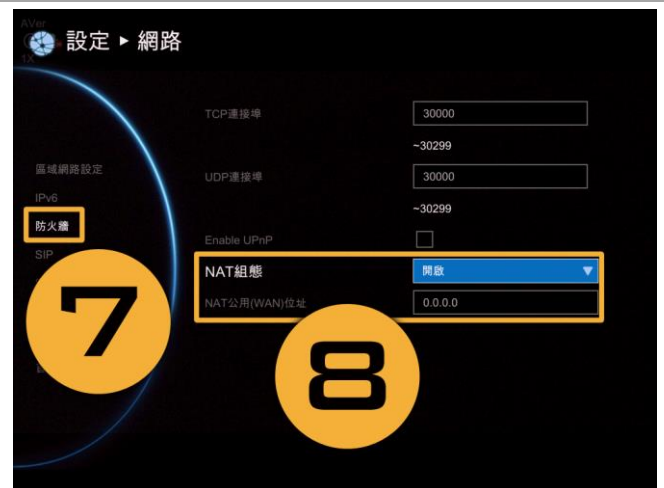 AVer
1X
設定 ▸ 網路
TCP連接埠 30000
~30299
區域網路設定
UDP連接埠 30000
IPv6
~30299
防火牆
Enable UPnP
SIP
NAT組態 開啟
NAT公用(WAN)位址 0.0.0.0
7
8